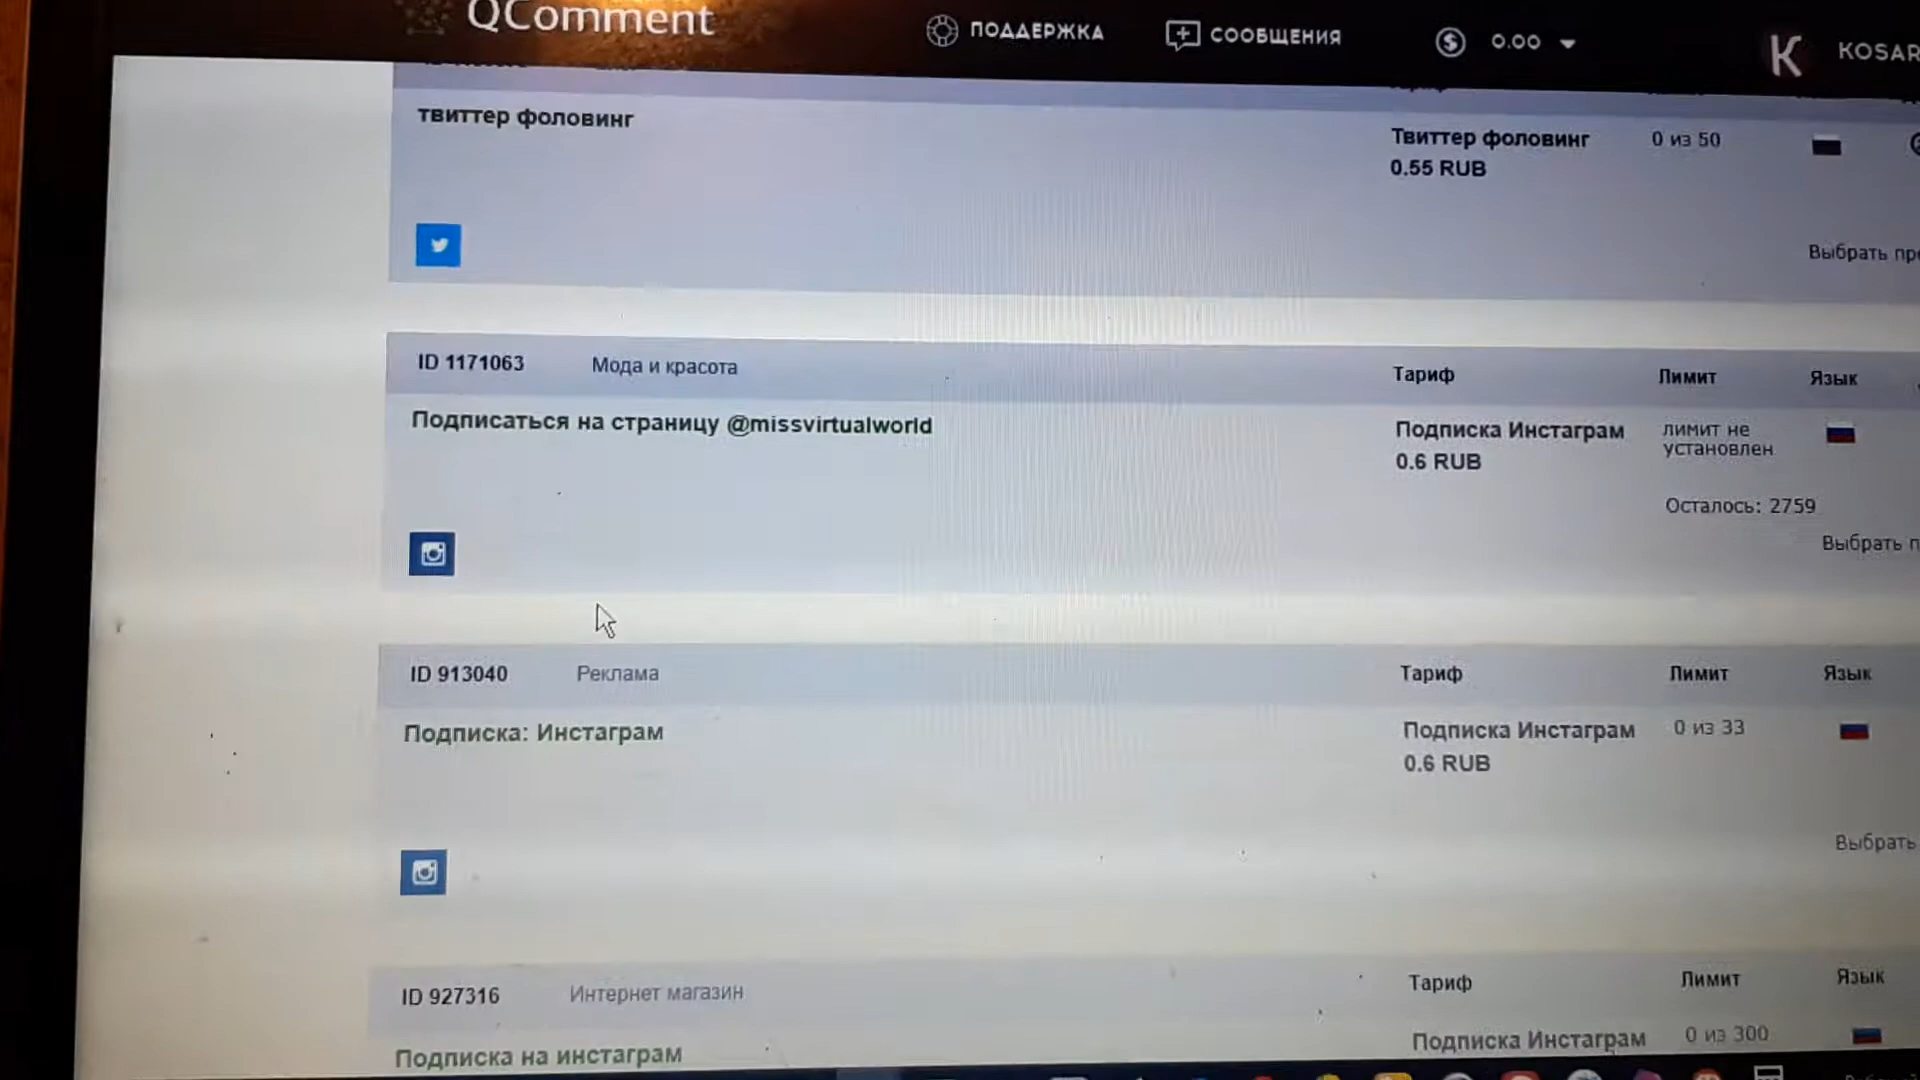 QComment
ПОДДЕРЖКА
СООБЩЕНИЯ
0.00
K
KOSAR
твиттер фоловинг
Твиттер фоловинг
0 из 50
0.55 RUB
Выбрать
ID 1171063
Мода и красота
Тариф
Лимит
Язык
Подписаться на страницу @missvirtualworld
Подписка Инстаграм
лимит не
установлен
0.6 RUB
Осталось: 2759
Выбрать
ID 913040
Реклама
Тариф
Лимит
Язык
Подписка: Инстаграм
Подписка Инстаграм
0 из 33
0.6 RUB
Выбрать
ID 927316
Интернет магазин
Тариф
Лимит
Язык
Подписка на инстаграм
Подписка Инстаграм
0 из 300